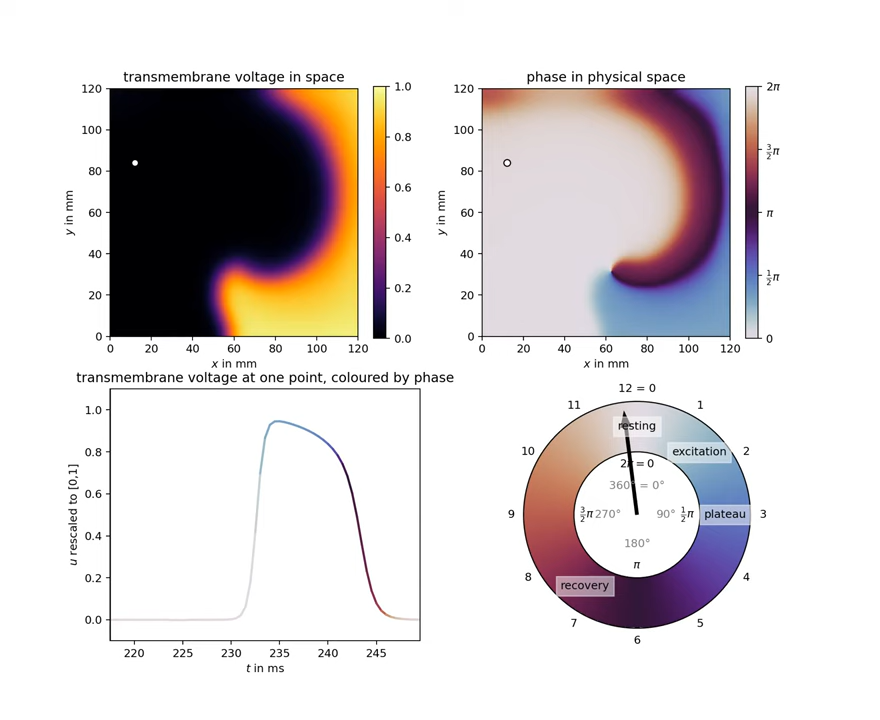 transmembrane voltage in space
120
100
80
60
40
20
0
y in mm
0 20 40 60 80 100 120
x in mm
1.0
0.8
0.6
0.4
0.2
0.0
phase in physical space
120
100
80
60
40
20
0
y in mm
0 20 40 60 80 100 120
x in mm
2π
3/2 π
π
1/2 π
0
transmembrane voltage at one point, coloured by phase
1.0
0.8
0.6
0.4
0.2
0.0
u rescaled to [0,1]
220 225 230 235 240 245
t in ms
12 = 0
11 1
resting
10 excitation 2
2π = 0
360° = 0°
9 3/2 π 270° 90° 1/2 π plateau 3
180°
π
8 recovery 4
7 5
6